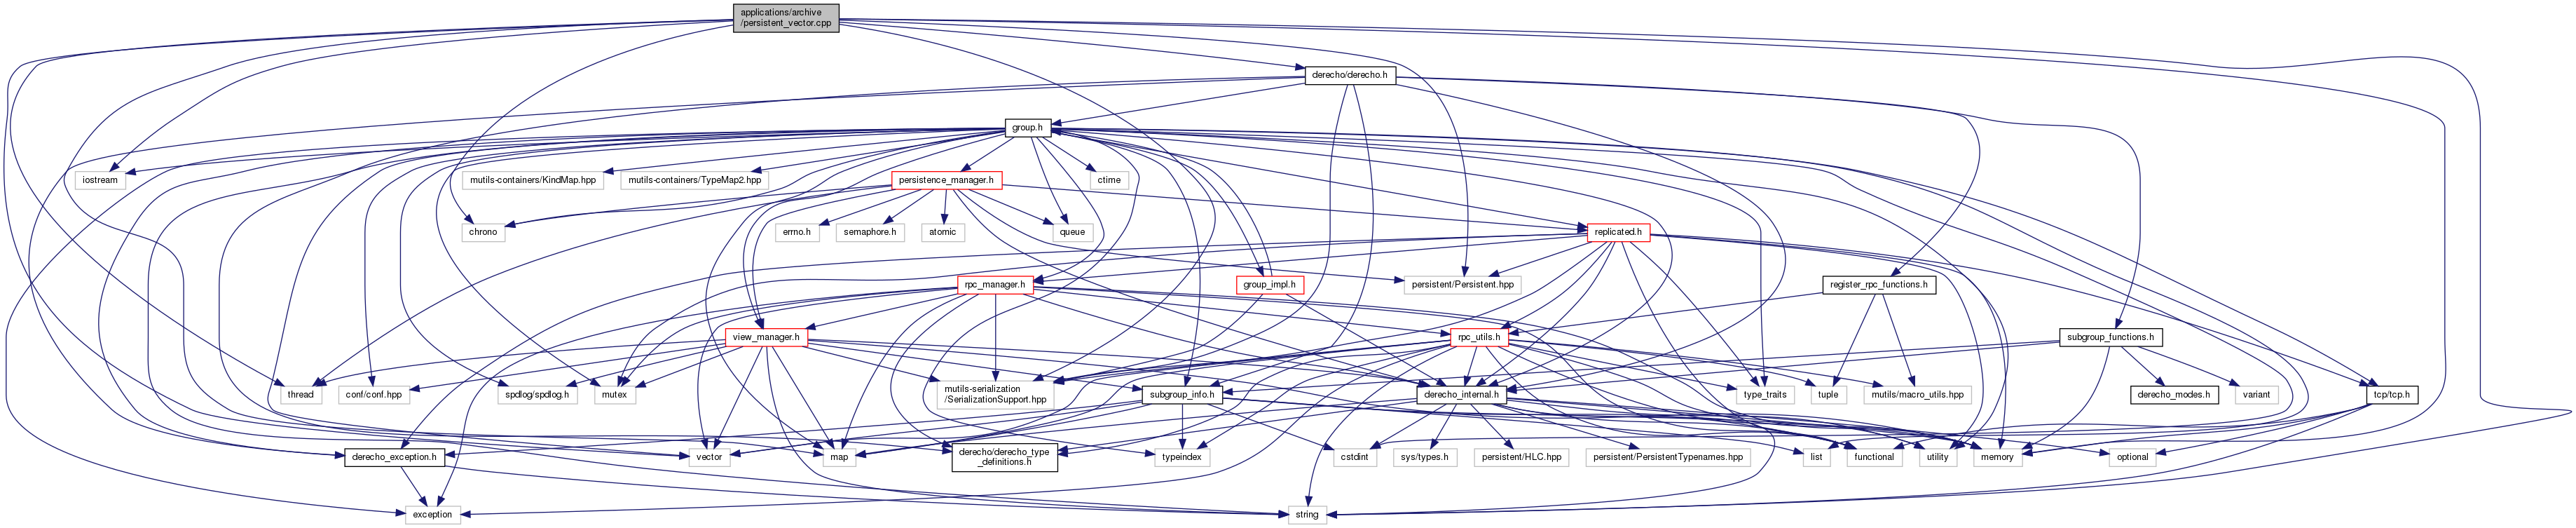 applications/archive
/persistent_vector.cpp
derecho/derecho.h
group.h
iostream
mutils-containers/KindMap.hpp
mutils-containers/TypeMap2.hpp
persistence_manager.h
ctime
chrono
errno.h
semaphore.h
atomic
queue
replicated.h
rpc_manager.h
group_impl.h
persistent/Persistent.hpp
register_rpc_functions.h
view_manager.h
rpc_utils.h
subgroup_functions.h
thread
conf/conf.hpp
spdlog/spdlog.h
mutex
mutils-serialization
/SerializationSupport.hpp
subgroup_info.h
derecho_internal.h
type_traits
tuple
mutils/macro_utils.hpp
derecho_modes.h
variant
tcp/tcp.h
derecho_exception.h
vector
map
derecho/derecho_type
_definitions.h
typeindex
cstdint
sys/types.h
persistent/HLC.hpp
persistent/PersistentTypenames.hpp
list
functional
utility
memory
optional
exception
string